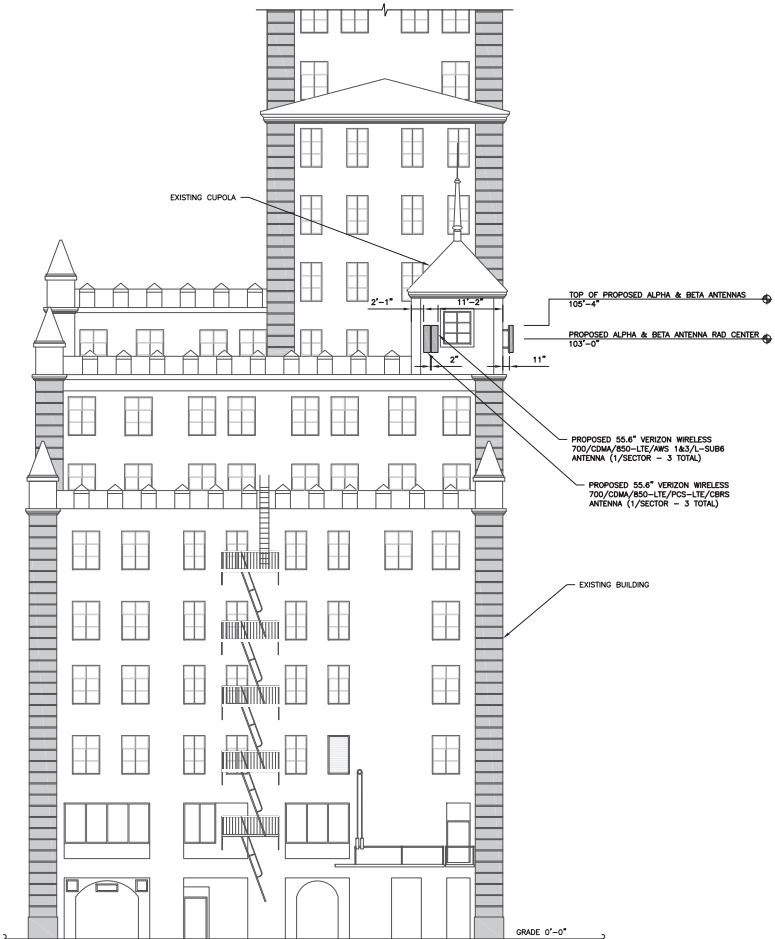 EXISTING CUPOLA
2'-1"
11'-2"
TOP OF PROPOSED ALPHA & BETA ANTENNAS
105'-4"
PROPOSED ALPHA & BETA ANTENNA RAD CENTER
103'-0"
2"
11"
PROPOSED 55.6" VERIZON WIRELESS
700/CDMA/850-LTE/AWS 1&3/L-SUB6
ANTENNA (1/SECTOR - 3 TOTAL)
PROPOSED 55.6" VERIZON WIRELESS
700/CDMA/850-LTE/PCS-LTE/CBRS
ANTENNA (1/SECTOR - 3 TOTAL)
EXISTING BUILDING
GRADE 0'-0"